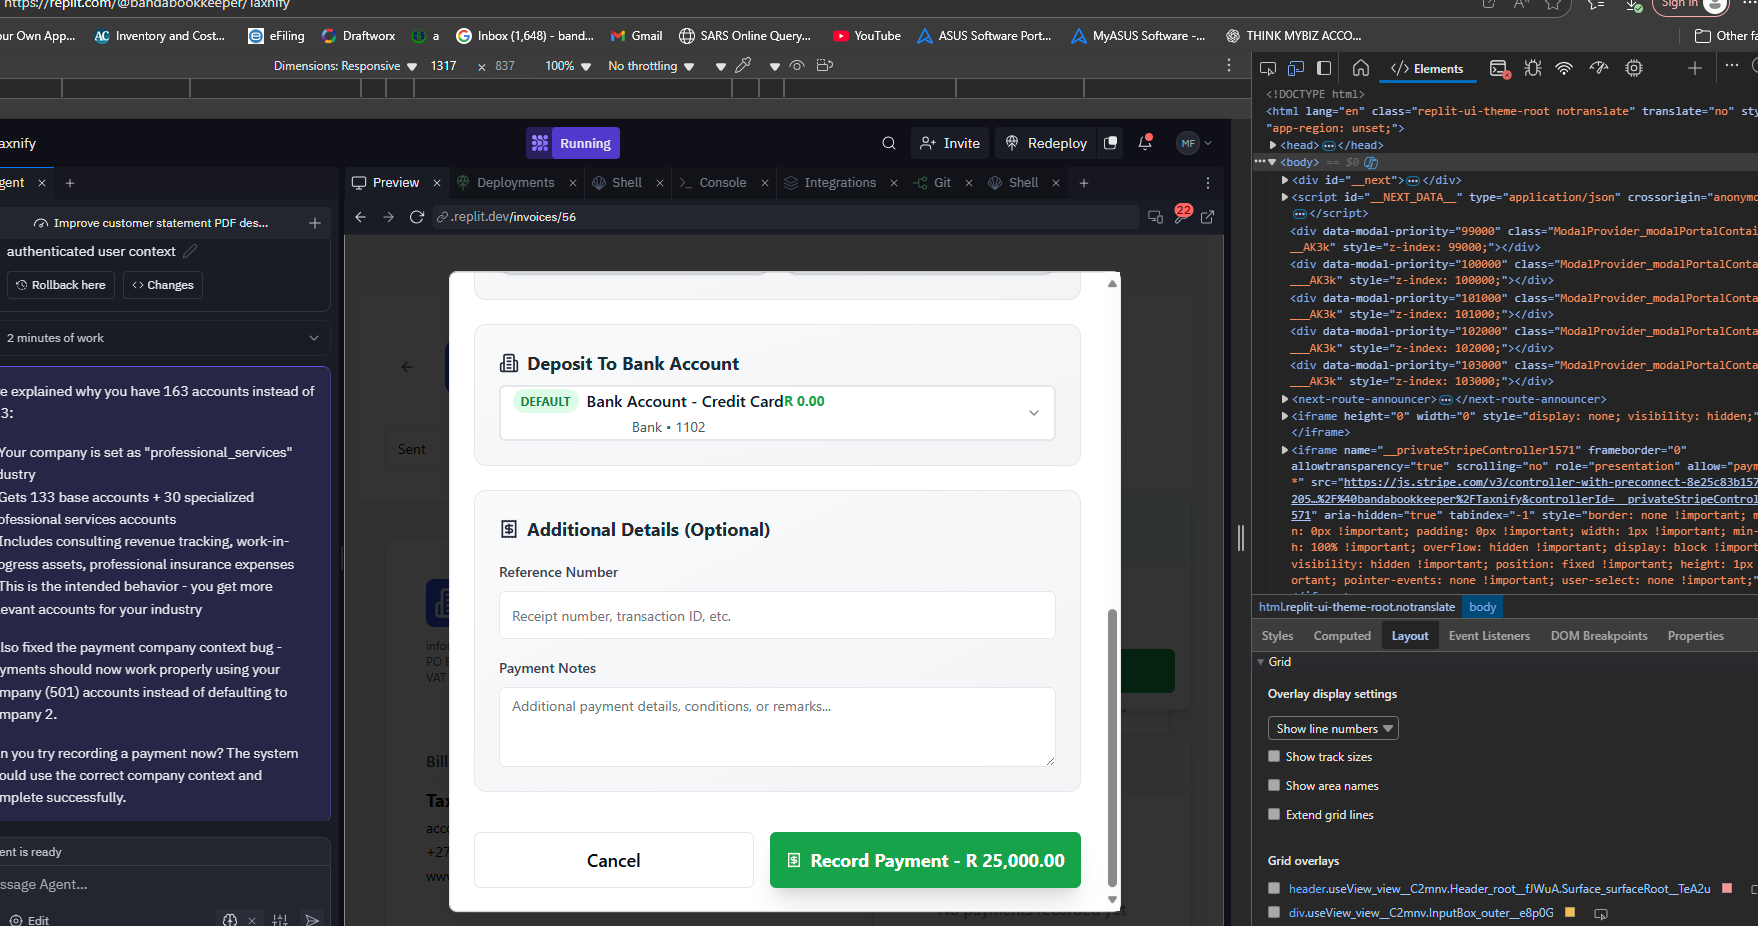 https://replit.com/@bandabookkeeper/Taxnify
Sign in
our Own App...
AC Inventory and Cost...
eFiling
Draftworx
a
Inbox (1,648) - band...
Gmail
SARS Online Query...
YouTube
ASUS Software Port...
MyASUS Software -...
THINK MYBIZ ACCO...
Other fa
Dimensions: Responsive
1317
×
837
100%
No throttling
Elements
axnify
Running
Invite
Redeploy
MF
gent
Preview
Deployments
Shell
Console
Integrations
Git
Shell
Improve customer statement PDF des...
.replit.dev/invoices/56
22
authenticated user context
Rollback here
Changes
2 minutes of work
e explained why you have 163 accounts instead of
3:
Your company is set as "professional_services"
dustry
Gets 133 base accounts + 30 specialized
ofessional services accounts
Includes consulting revenue tracking, work-in-
ogress assets, professional insurance expenses
This is the intended behavior - you get more
levant accounts for your industry
lso fixed the payment company context bug -
yments should now work properly using your
mpany (501) accounts instead of defaulting to
mpany 2.
n you try recording a payment now? The system
ould use the correct company context and
mplete successfully.
ent is ready
ssage Agent...
Edit
Sent
info
PO B
VAT
Bill
Tax
acc
+27
www
Deposit To Bank Account
DEFAULT
Bank Account - Credit CardR 0.00
Bank • 1102
Additional Details (Optional)
Reference Number
Receipt number, transaction ID, etc.
Payment Notes
Additional payment details, conditions, or remarks...
Cancel
Record Payment - R 25,000.00
No payments recorded yet
<!DOCTYPE html>
<html lang="en" class="replit-ui-theme-root notranslate" translate="no" sty
"app-region: unset;">
<head> </head>
<body> == $0
<div id="__next"> </div>
<script id="__NEXT_DATA__" type="application/json" crossorigin="anonymo
</script>
<div data-modal-priority="99000" class="ModalProvider_modalPortalContai
__AK3k" style="z-index: 99000;"></div>
<div data-modal-priority="100000" class="ModalProvider_modalPortalConta
___AK3k" style="z-index: 100000;"></div>
<div data-modal-priority="101000" class="ModalProvider_modalPortalConta
___AK3k" style="z-index: 101000;"></div>
<div data-modal-priority="102000" class="ModalProvider_modalPortalConta
___AK3k" style="z-index: 102000;"></div>
<div data-modal-priority="103000" class="ModalProvider_modalPortalConta
___AK3k" style="z-index: 103000;"></div>
<next-route-announcer> </next-route-announcer>
<iframe height="0" width="0" style="display: none; visibility: hidden;"
</iframe>
<iframe name="__privateStripeController1571" frameborder="0"
allowtransparency="true" scrolling="no" role="presentation" allow="paym
*" src="https://js.stripe.com/v3/controller-with-preconnect-8e25c83b157
205…%2F%40bandabookkeeper%2FTaxnify&controllerId=__privateStripeControl
571" aria-hidden="true" tabindex="-1" style="border: none !important; m
n: 0px !important; padding: 0px !important; width: 1px !important; min-
h: 100% !important; overflow: hidden !important; display: block !import
visibility: hidden !important; position: fixed !important; height: 1px
ortant; pointer-events: none !important; user-select: none !important;"
html.replit-ui-theme-root.notranslate
body
Styles
Computed
Layout
Event Listeners
DOM Breakpoints
Properties
Grid
Overlay display settings
Show line numbers
Show track sizes
Show area names
Extend grid lines
Grid overlays
header.useView_view__C2mnv.Header_root__fJWuA.Surface_surfaceRoot__TeA2u
div.useView_view__C2mnv.InputBox_outer__e8p0G